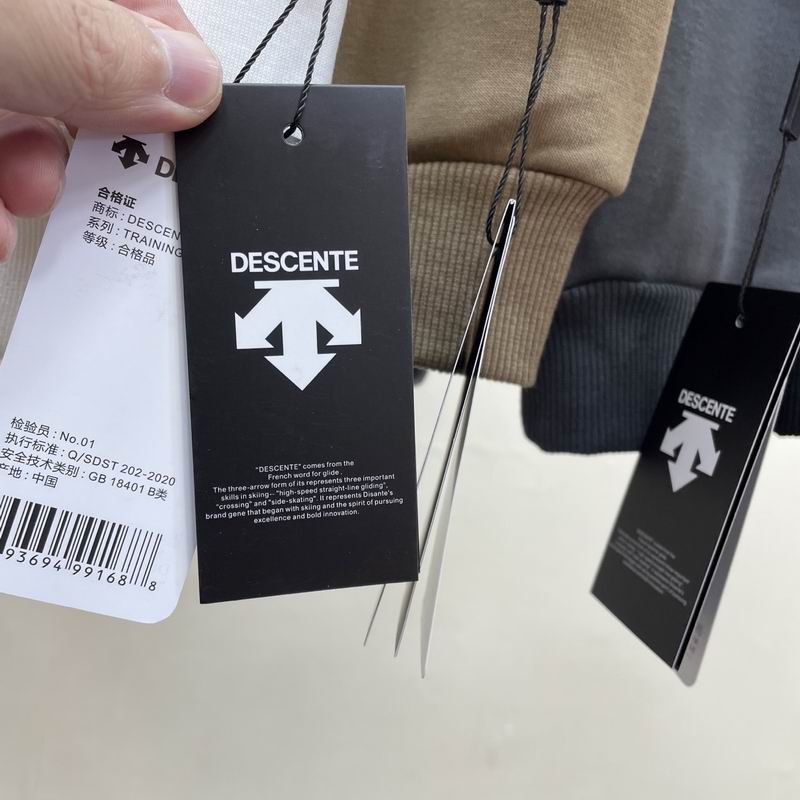 合格证
商标 : DESCEN
系列 : TRAINING
等级 : 合格品
检验员 : No.01
执行标准 : Q/SDST 202-2020
安全技术类别 : GB 18401 B类
产地 : 中国
93694 99168 8
DESCENTE
"DESCENTE" comes from the
French word for glide .
The three-arrow form of its represents three important
skills in skiing-- "high-speed straight-line gliding",
"crossing" and "side-skating". It represents Disante's
brand gene that began with skiing and the spirit of pursuing
excellence and bold innovation.
DESCENTE